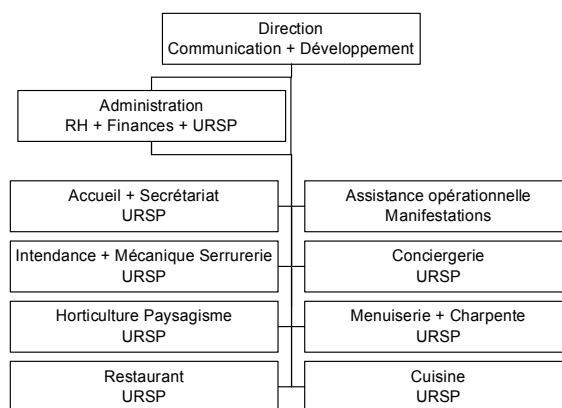 Direction
Communication + Développement
Administration
RH + Finances + URSP
Accueil + Secrétariat
URSP
Assistance opérationnelle
Manifestations
Intendance + Mécanique Serrurerie
URSP
Conciergerie
URSP
Horticulture Paysagisme
URSP
Menuiserie + Charpente
URSP
Restaurant
URSP
Cuisine
URSP